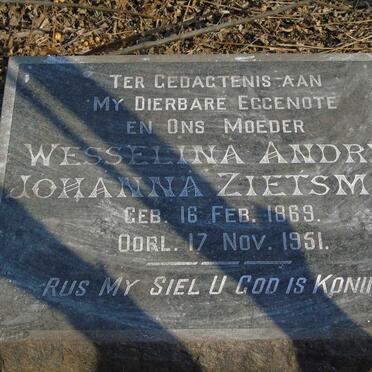 TER GEDAGTENIS AAN
MY DIERBARE EGGENOTE
EN ONS MOEDER
WESSELINA ANDR
JOHANNA ZIETSM
GEB. 16 FEB. 1869.
OORL. 17 NOV. 1951.
RUS MY SIEL U GOD IS KONI